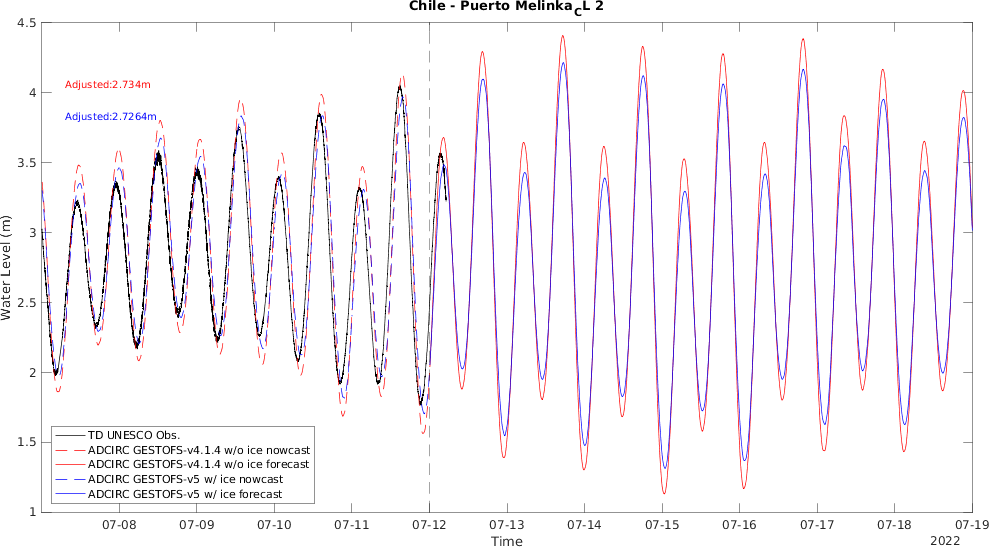 Chile - Puerto MelinkaCL 2
4.5
4
3.5
3
2.5
2
1.5
1
Water Level (m)
Adjusted:2.734m
Adjusted:2.7264m
TD UNESCO Obs.
ADCIRC GESTOFS-v4.1.4 w/o ice nowcast
ADCIRC GESTOFS-v4.1.4 w/o ice forecast
ADCIRC GESTOFS-v5 w/ ice nowcast
ADCIRC GESTOFS-v5 w/ ice forecast
07-08 07-09 07-10 07-11 07-12 07-13 07-14 07-15 07-16 07-17 07-18 07-19
Time
2022